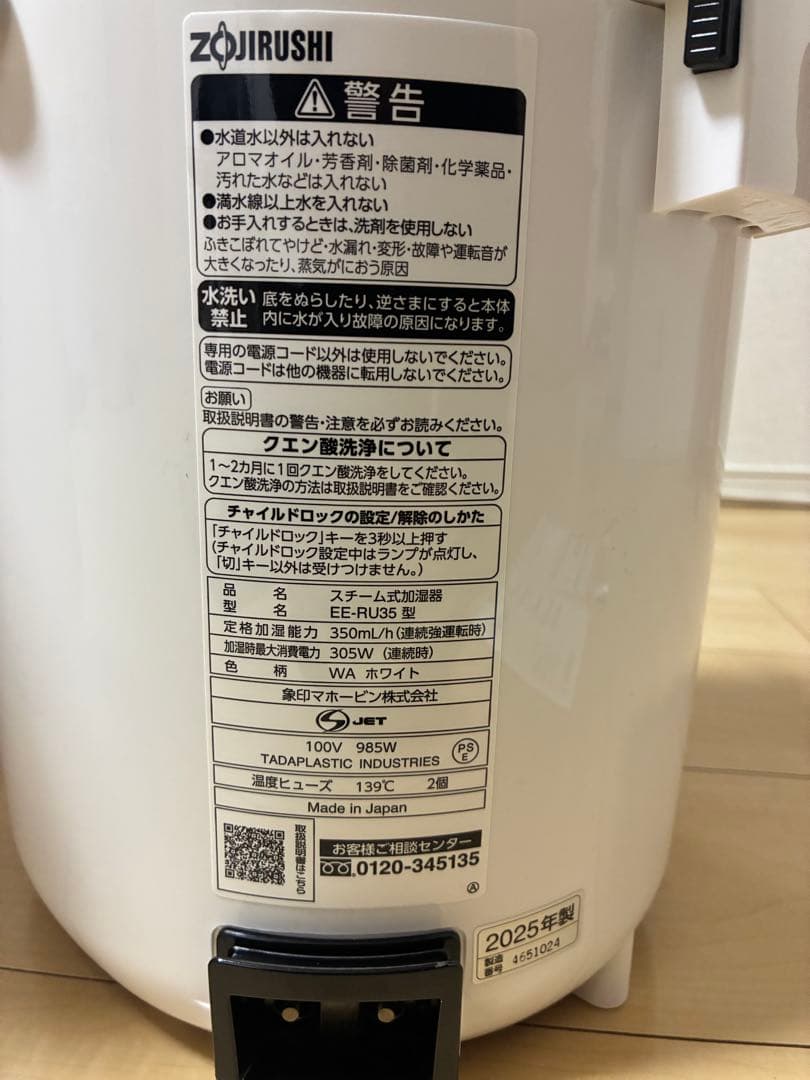 ZOJIRUSHI
警告
●水道水以外は入れない
アロマオイル・芳香剤・除菌剤・化学薬品・
汚れた水などは入れない
●満水線以上水を入れない
●お手入れするときは、洗剤を使用しない
ふきこぼれてやけど・水漏れ・変形・故障や運転音が
大きくなったり、蒸気がにおう原因
水洗い
禁止
底をぬらしたり、逆さまにすると本体
内に水が入り故障の原因になります。
専用の電源コード以外は使用しないでください。
電源コードは他の機器に転用しないでください。
お願い
取扱説明書の警告・注意を必ずお読みください。
クエン酸洗浄について
1〜2カ月に1回クエン酸洗浄をしてください。
クエン酸洗浄の方法は取扱説明書をご確認ください。
チャイルドロックの設定/解除のしかた
「チャイルドロック」キーを3秒以上押す
(チャイルドロック設定中はランプが点灯し、
「切」キー以外は受けつけません。)
品名 スチーム式加湿器
型名 EE-RU35 型
定格加湿能力 350mL/h(連続強運転時)
加湿時最大消費電力 305W (連続時)
色柄 WA ホワイト
象印マホービン株式会社
S JET
100V 985W
TADAPLASTIC INDUSTRIES
PS
E
温度ヒューズ 139℃ 2個
Made in Japan
取扱説明書はこちら
お客様ご相談センター
0120-345135
Ⓐ
2025年製
製造
番号
4651024